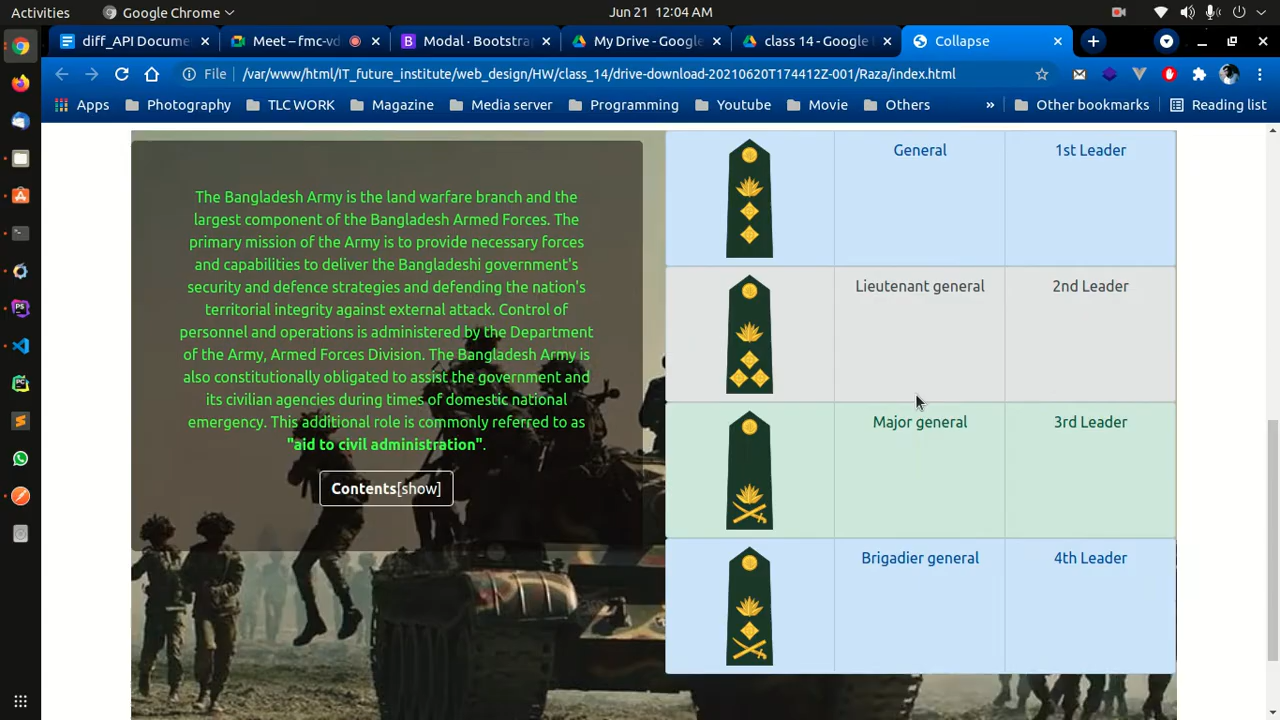 Activities
Google Chrome
Jun 21 12:04 AM
diff_API Docume
Meet – fmc-vd
Modal · Bootstra
My Drive - Google
class 14 - Google
Collapse
File
/var/www/html/IT_future_institute/web_design/HW/class_14/drive-download-20210620T174412Z-001/Raza/index.html
Apps
Photography
TLC WORK
Magazine
Media server
Programming
Youtube
Movie
Others
»
Other bookmarks
Reading list
The Bangladesh Army is the land warfare branch and the
largest component of the Bangladesh Armed Forces. The
primary mission of the Army is to provide necessary forces
and capabilities to deliver the Bangladeshi government's
security and defence strategies and defending the nation's
territorial integrity against external attack. Control of
personnel and operations is administered by the Department
of the Army, Armed Forces Division. The Bangladesh Army is
also constitutionally obligated to assist the government and
its civilian agencies during times of domestic national
emergency. This additional role is commonly referred to as
"aid to civil administration".
Contents[show]
General 1st Leader
Lieutenant general 2nd Leader
Major general 3rd Leader
Brigadier general 4th Leader